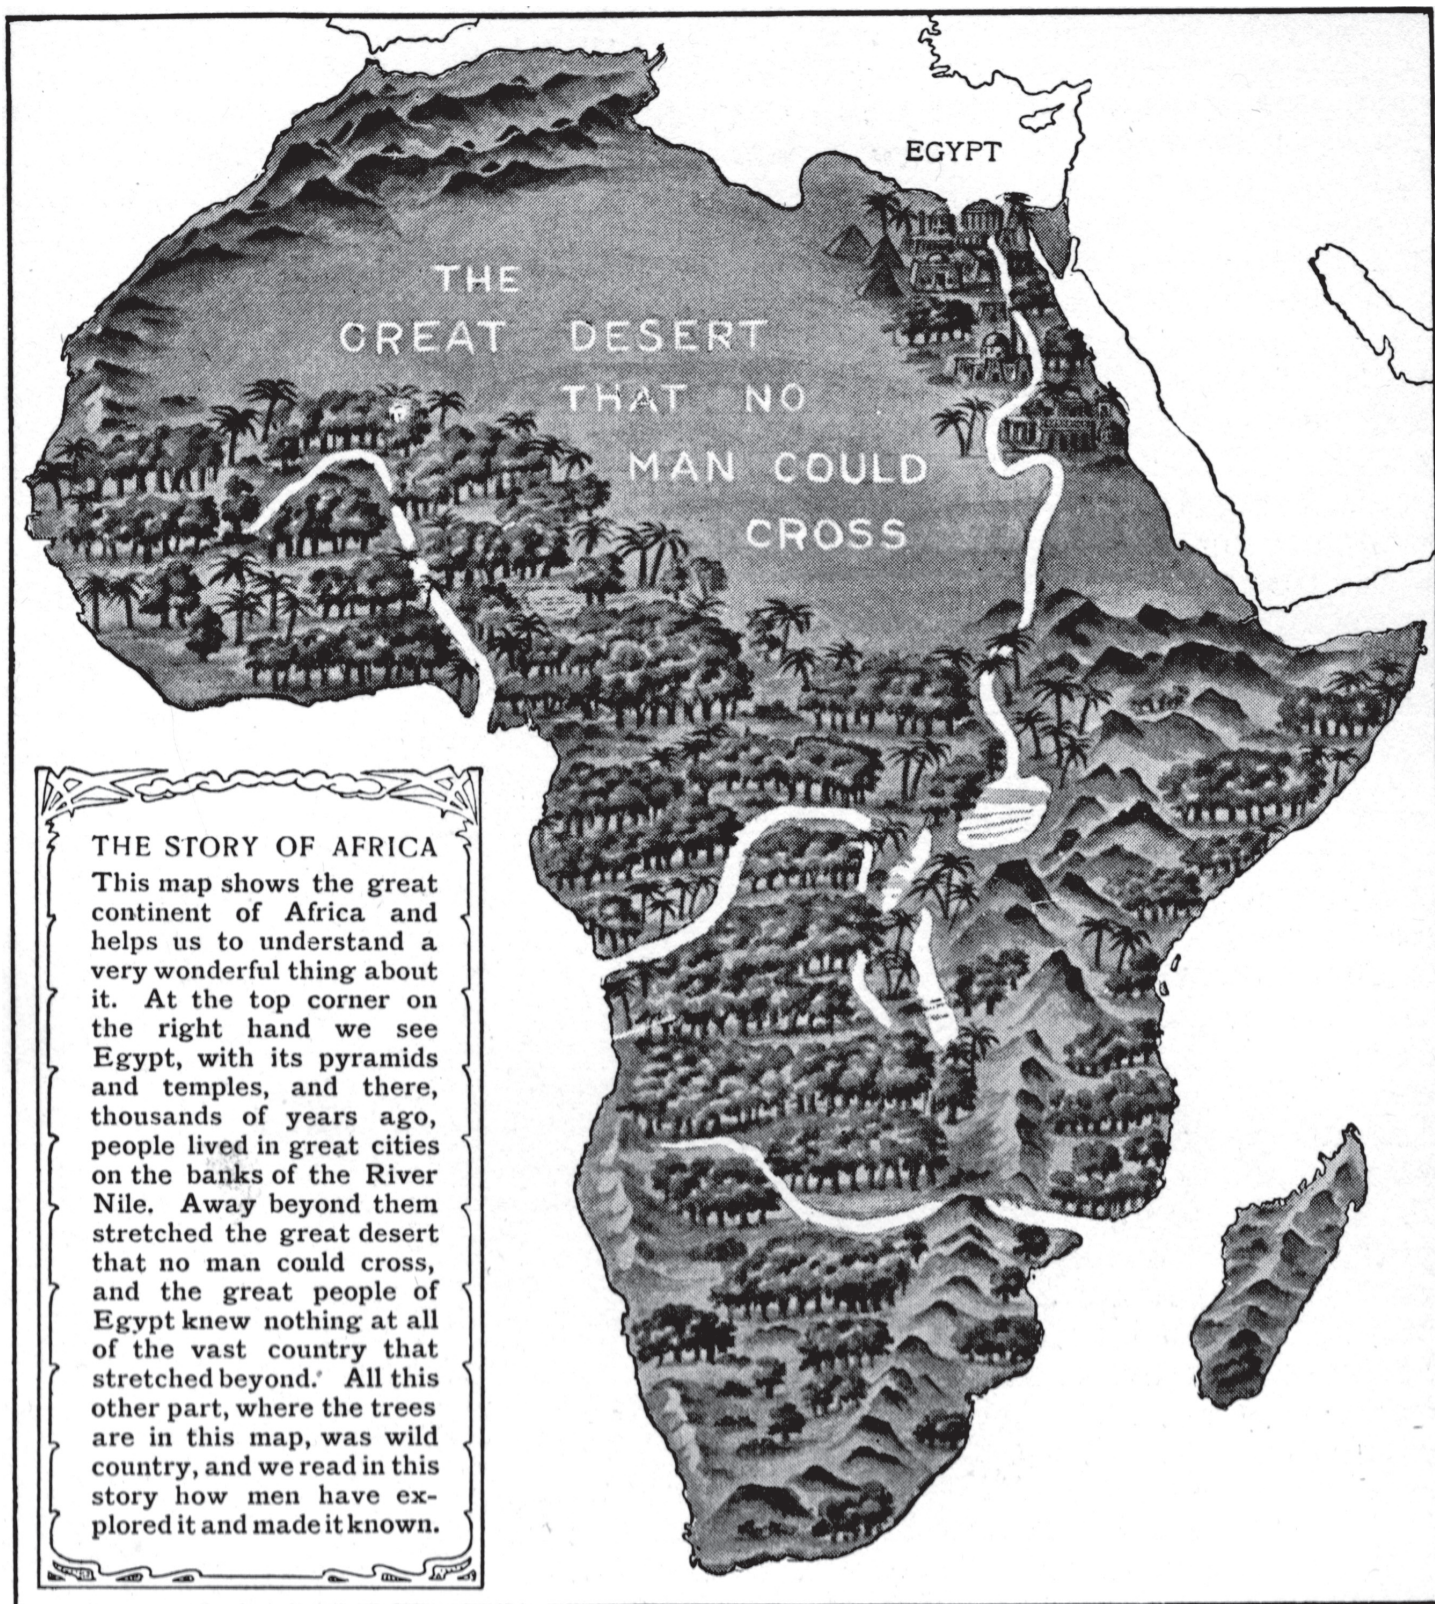 EGYPT
THE
GREAT DESERT
THAT NO
MAN COULD
CROSS
THE STORY OF AFRICA
This map shows the great
continent of Africa and
helps us to understand a
very wonderful thing about
it. At the top corner on
the right hand we see
Egypt, with its pyramids
and temples, and there,
thousands of years ago,
people lived in great cities
on the banks of the River
Nile. Away beyond them
stretched the great desert
that no man could cross,
and the great people of
Egypt knew nothing at all
of the vast country that
stretched beyond. All this
other part, where the trees
are in this map, was wild
country, and we read in this
story how men have ex-
plored it and made it known.